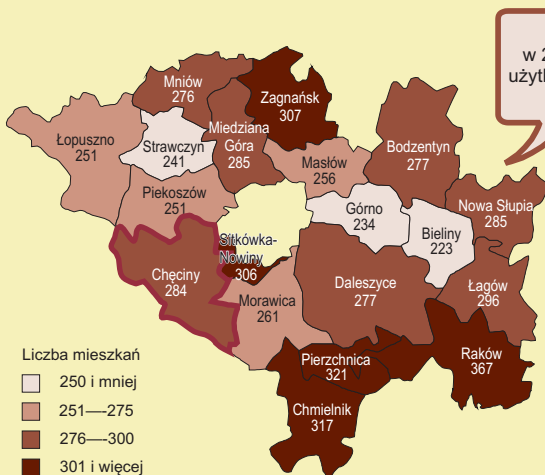 w 2
użytk
Mniów
276
Zagnańsk
307
Łopuszno
251
Strawczyn
241
Miedziana
Góra
285
Masłów
256
Bodzentyn
277
Piekoszów
251
Górno
234
Nowa Słupia
285
Bieliny
223
Sitkówka-
Nowiny
306
Chęciny
284
Daleszyce
277
Łagów
296
Morawica
261
Pierzchnica
321
Raków
367
Chmielnik
317
Liczba mieszkań
250 i mniej
251—-275
276—-300
301 i więcej